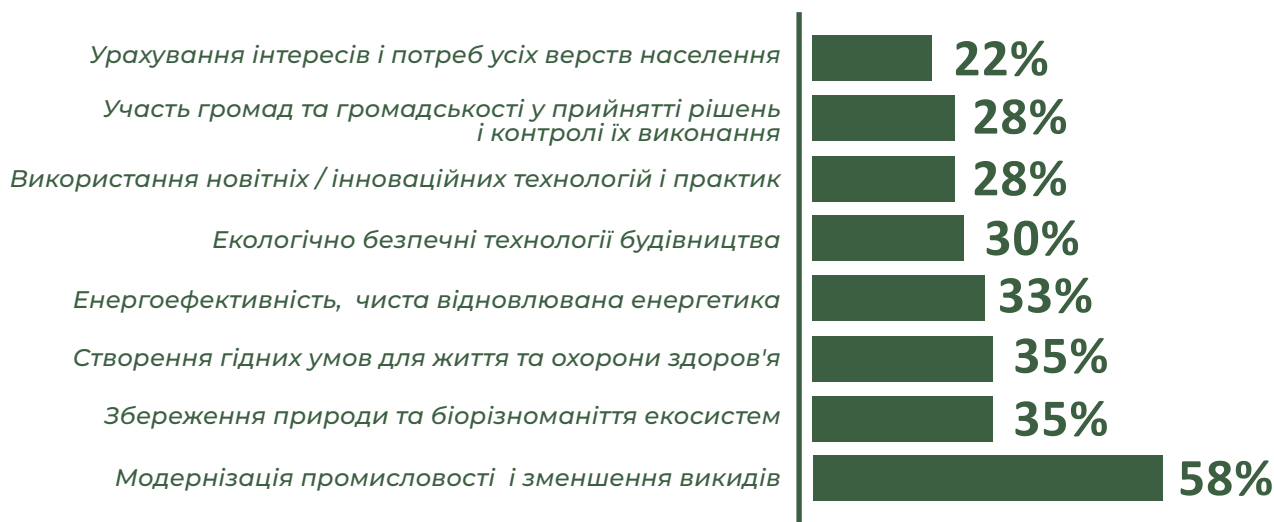 Урахування інтересів і потреб усіх верств населення 22%
Участь громад та громадськості у прийнятті рішень
і контролі їх виконання 28%
Використання новітніх / інноваційних технологій і практик 28%
Екологічно безпечні технології будівництва 30%
Енергоефективність, чиста відновлювана енергетика 33%
Створення гідних умов для життя та охорони здоров'я 35%
Збереження природи та біорізноманіття екосистем 35%
Модернізація промисловості і зменшення викидів 58%